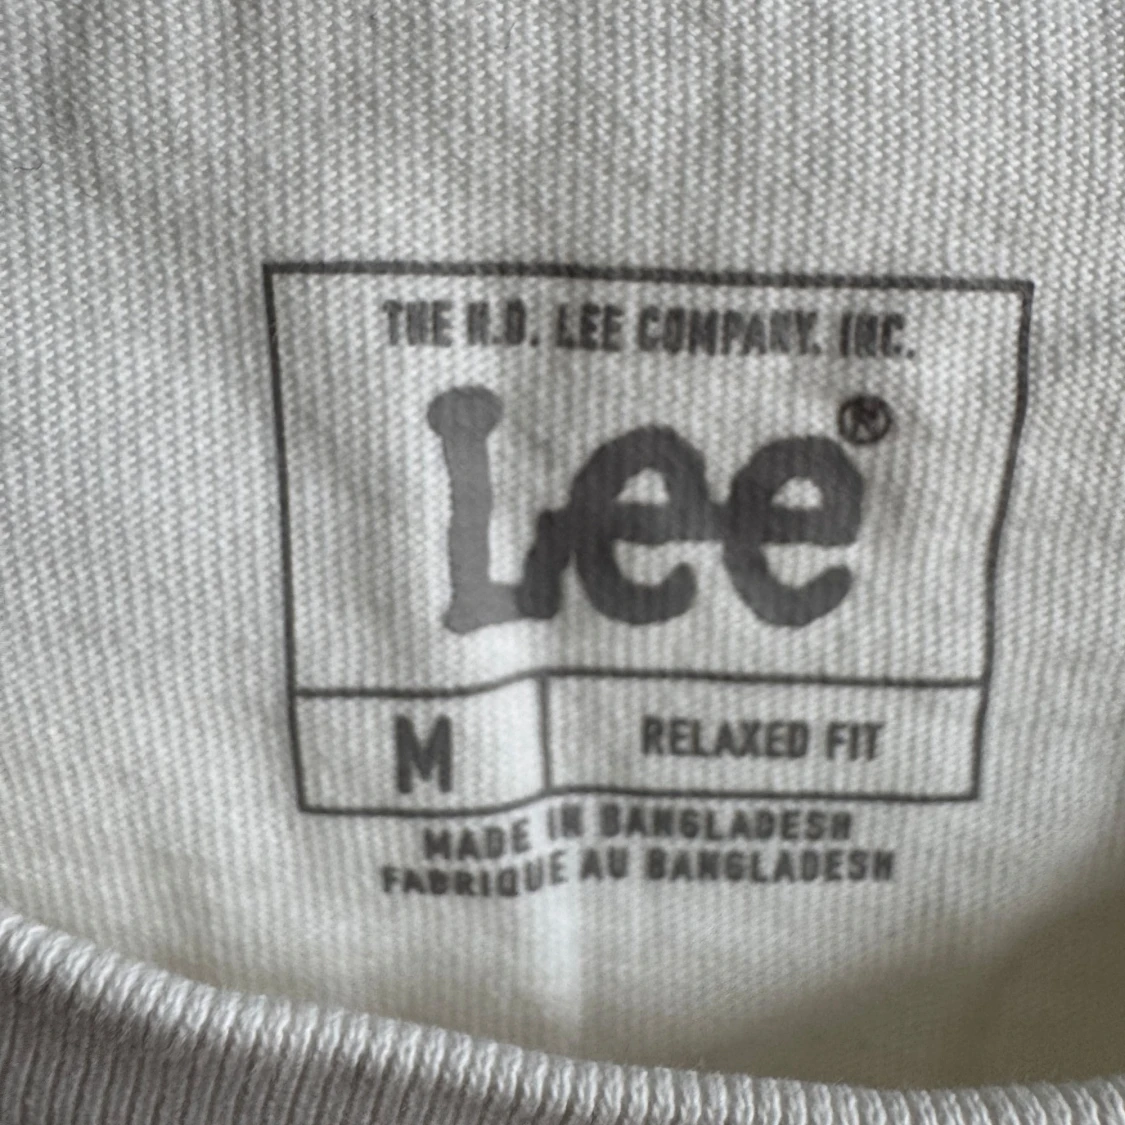 THE H.D. LEE COMPANY. INC.
Lee®
M
RELAXED FIT
MADE IN BANGLADESH
FABRIQUE AU BANGLADESH